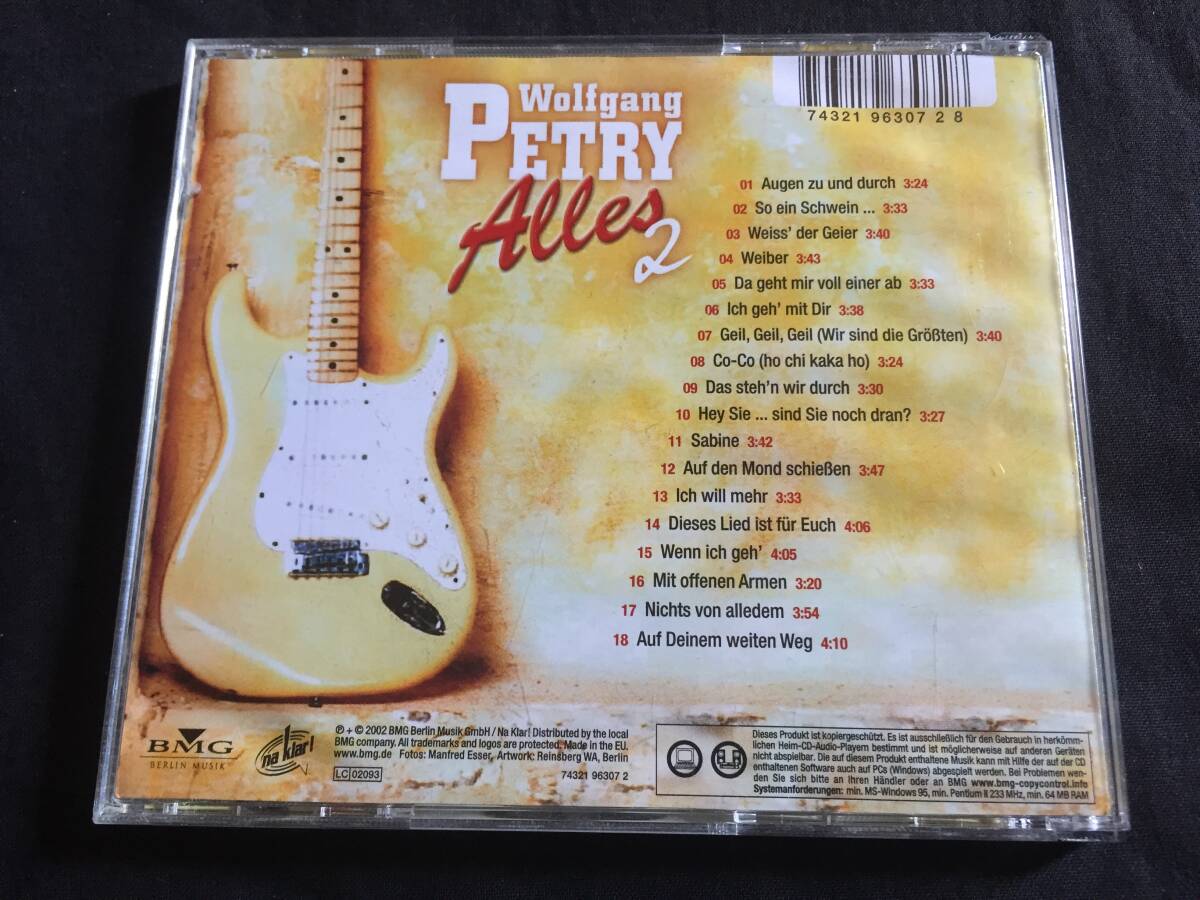 Wolfgang
PETRY
Alles
2
74321 96307 2 8
01 Augen zu und durch 3:24
02 So ein Schwein ... 3:33
03 Weiss' der Geier 3:40
04 Weiber 3:43
05 Da geht mir voll einer ab 3:33
06 Ich geh' mit Dir 3:38
07 Geil, Geil, Geil (Wir sind die Größten) 3:40
08 Co-Co (ho chi kaka ho) 3:24
09 Das steh'n wir durch 3:30
10 Hey Sie ... sind Sie noch dran? 3:27
11 Sabine 3:42
12 Auf den Mond schießen 3:47
13 Ich will mehr 3:33
14 Dieses Lied ist für Euch 4:06
15 Wenn ich geh' 4:05
16 Mit offenen Armen 3:20
17 Nichts von alledem 3:54
18 Auf Deinem weiten Weg 4:10
BMG
BERLIN MUSIK
na klar!
℗ + © 2002 BMG Berlin Musik GmbH / Na Klar! Distributed by the local
BMG company. All trademarks and logos are protected. Made in the EU.
www.bmg.de Fotos: Manfred Esser, Artwork: Reinsberg WA, Berlin
LC 02093
74321 96307 2
Dieses Produkt ist kopiergeschützt. Es ist ausschließlich für den Gebrauch in herkömm-
lichen Heim-CD-Audio-Playern bestimmt und ist möglicherweise auf anderen Geräten
nicht abspielbar. Die auf diesem Produkt enthaltene Musik kann mit Hilfe der auf der CD
enthaltenen Software auch auf PCs (Windows) abgespielt werden. Bei Problemen wen-
den Sie sich bitte an Ihren Händler oder an BMG www.bmg-copycontrol.info
Systemanforderungen: min. MS-Windows 95, min. Pentium II 233 MHz, min. 64 MB RAM